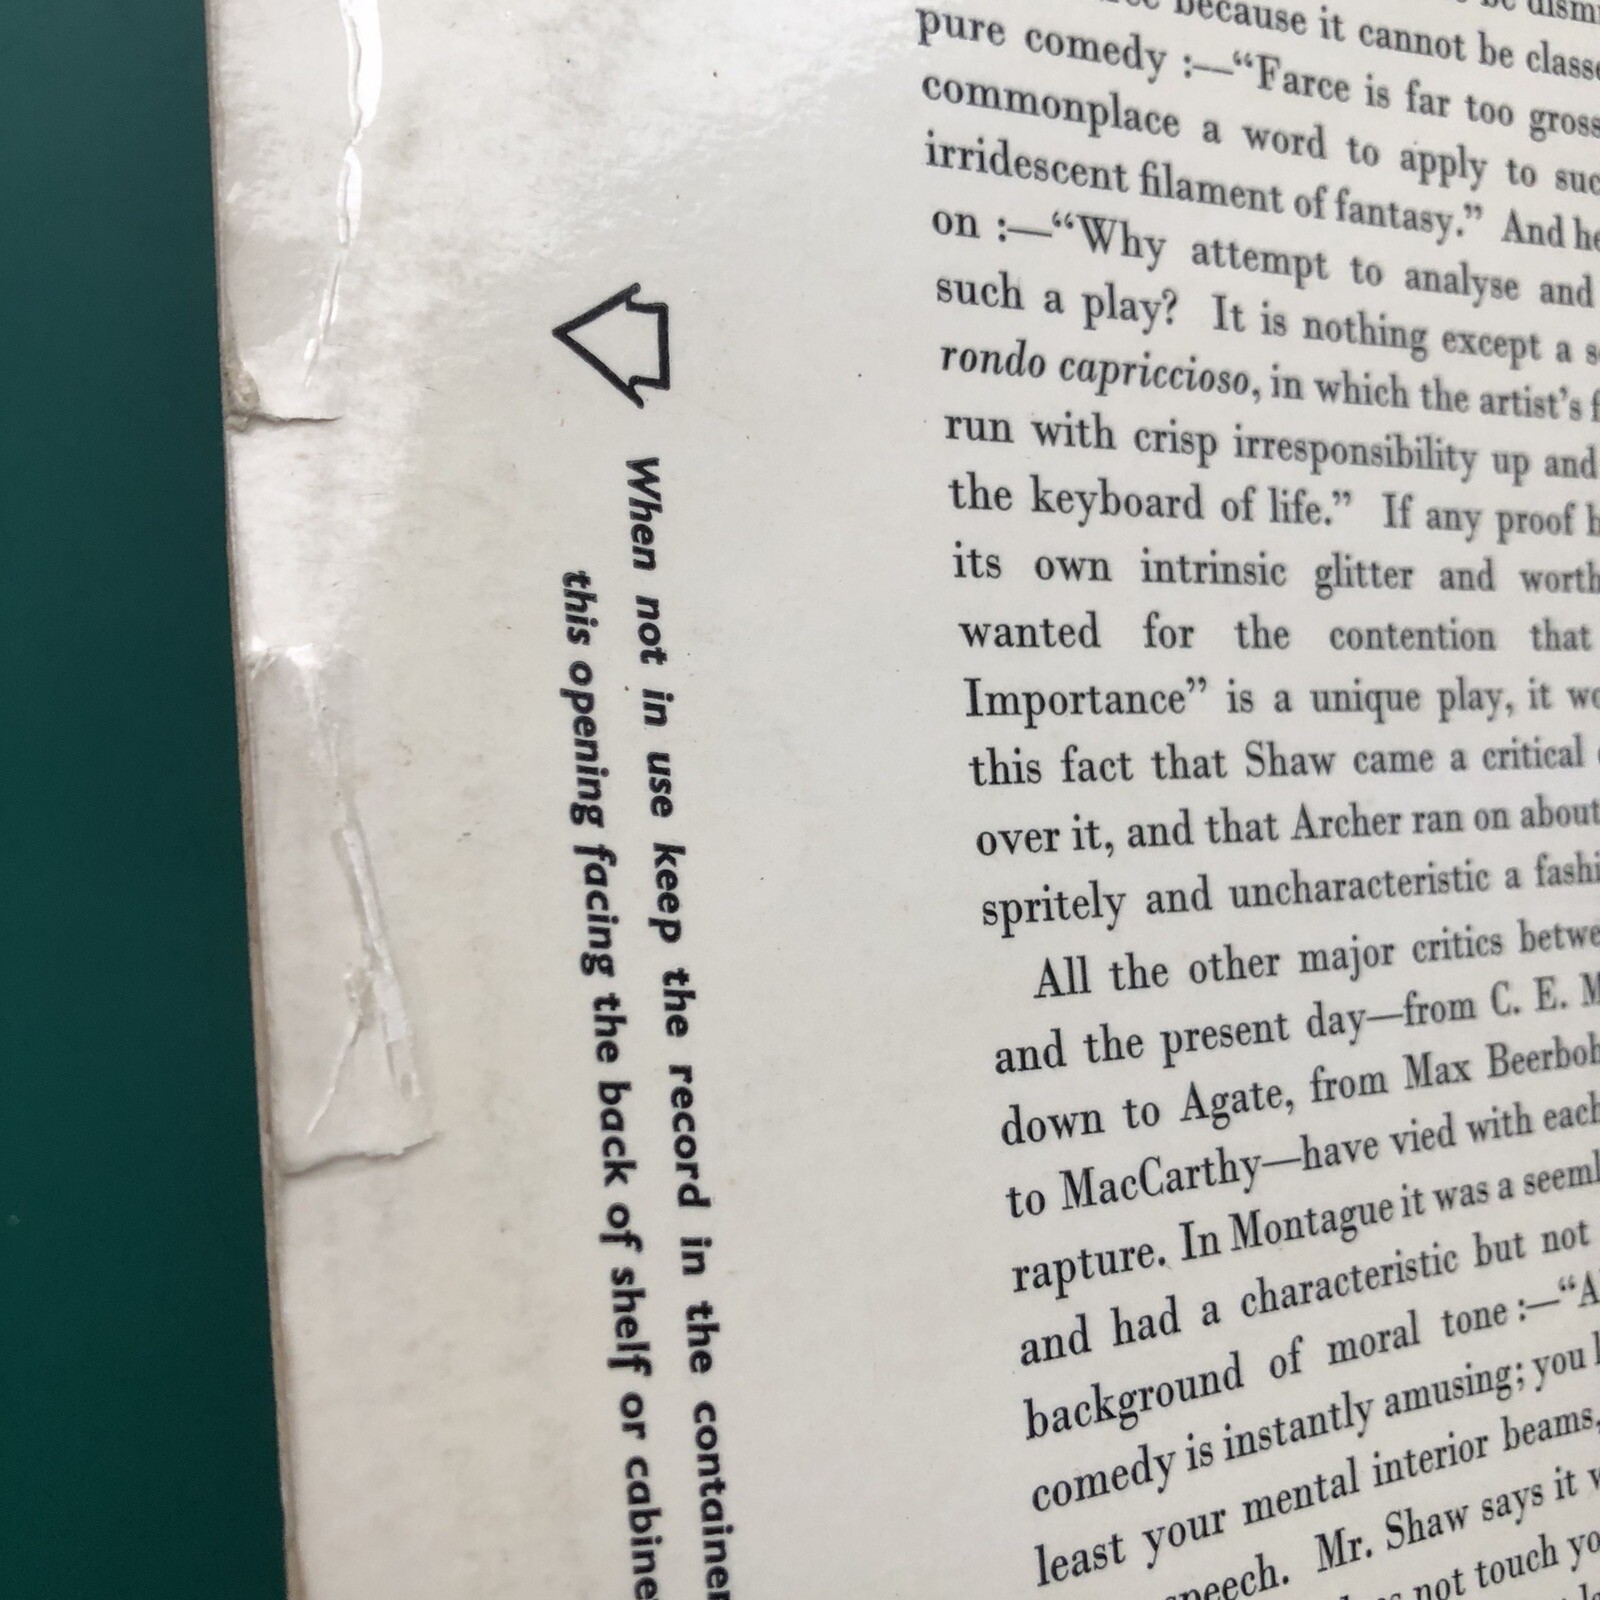 because it cannot be
pure comedy :—“Farce is far too gross
commonplace a word to apply to
irridescent filament of fantasy.” And
on :—“Why attempt to analyse and
such a play? It is nothing except a
rondo capriccioso, in which the artist’s
run with crisp irresponsibility up and
the keyboard of life.” If any proof
its own intrinsic glitter and worth
wanted for the contention that
Importance” is a unique play, it
this fact that Shaw came a critical
over it, and that Archer ran on about
spritely and uncharacteristic a
All the other major critics
and the present day—from C. E.
down to Agate, from Max
to MacCarthy—have vied with each
rapture. In Montague it was a
and had a characteristic but not
background of moral tone :—“
comedy is instantly amusing; you
least your mental interior beams,
speech. Mr. Shaw says it
not touch
When not in use keep the record in the container
this opening facing the back of shelf or